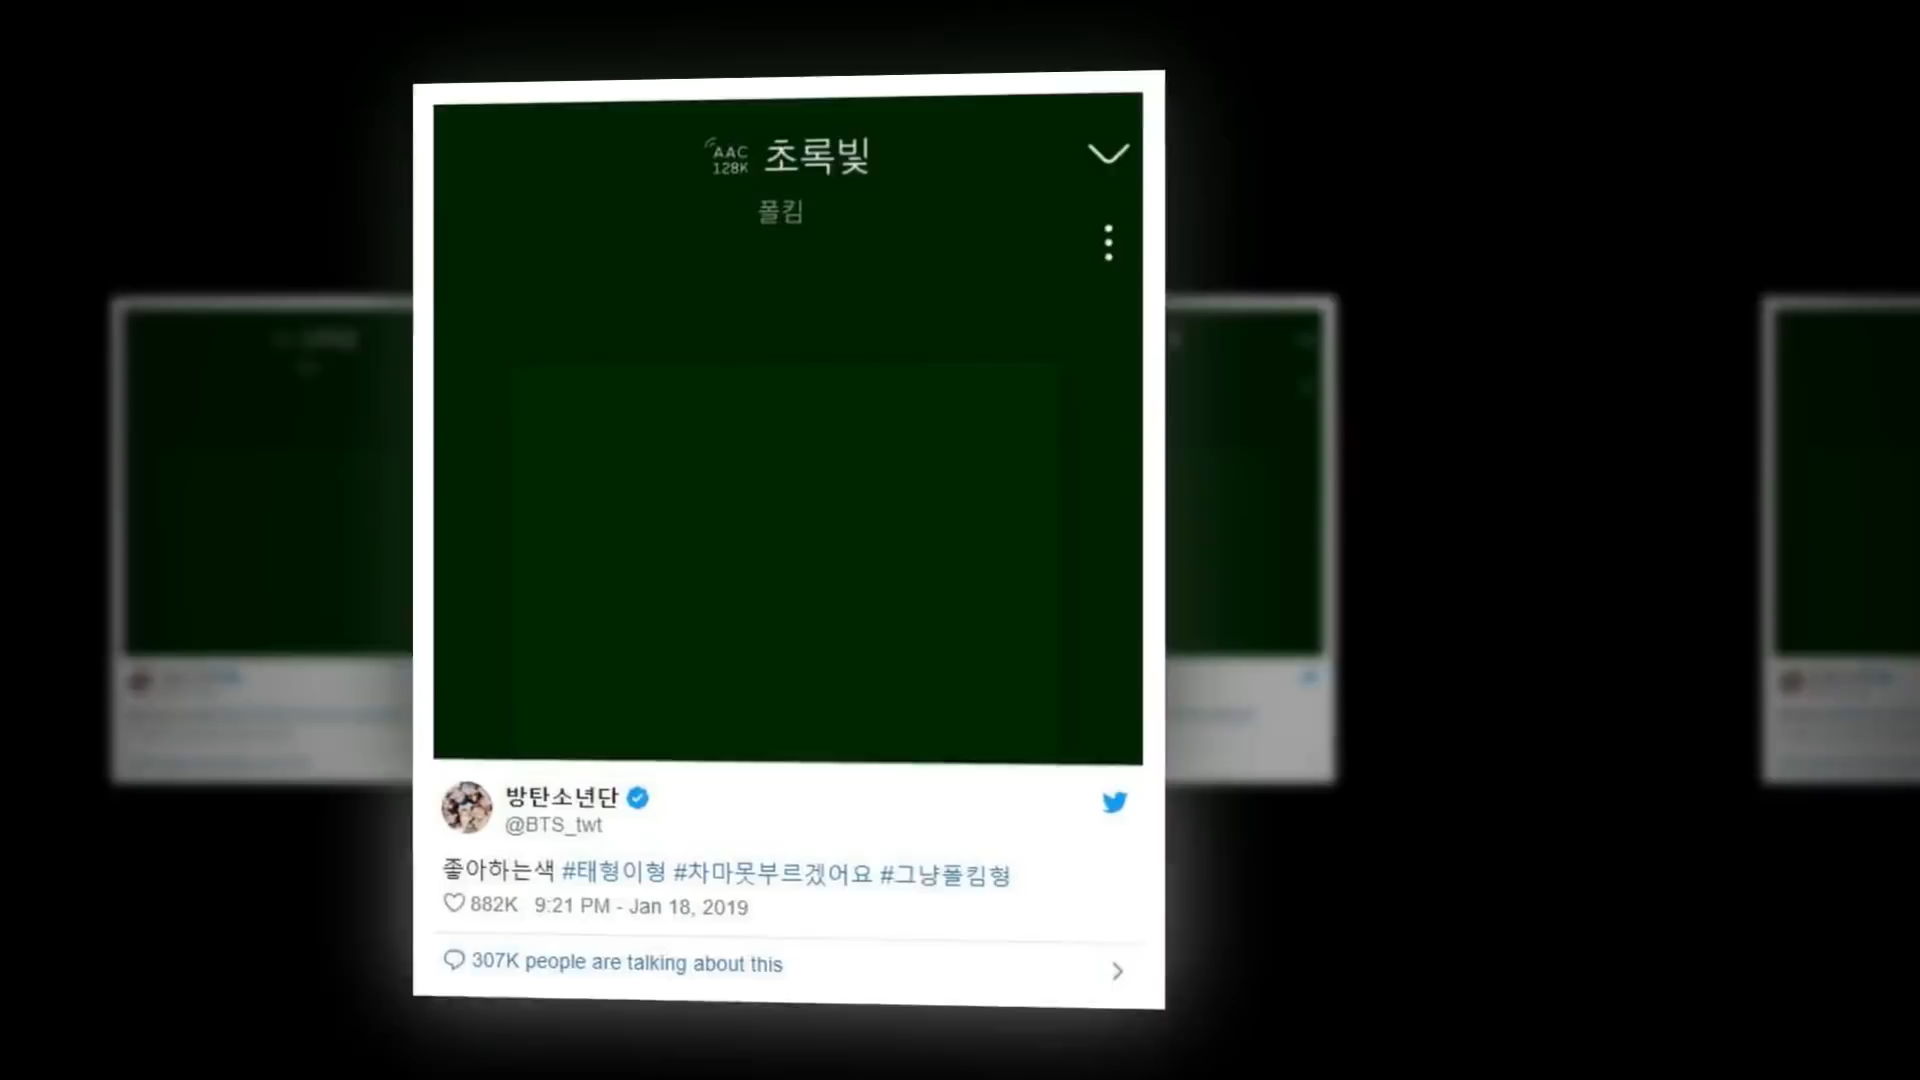 AAC
128K
초록빛
폴킴
방탄소년단
@BTS_twt
좋아하는색 #태형이형 #차마못부르겠어요 #그냥폴킴형
882K 9:21 PM - Jan 18, 2019
307K people are talking about this